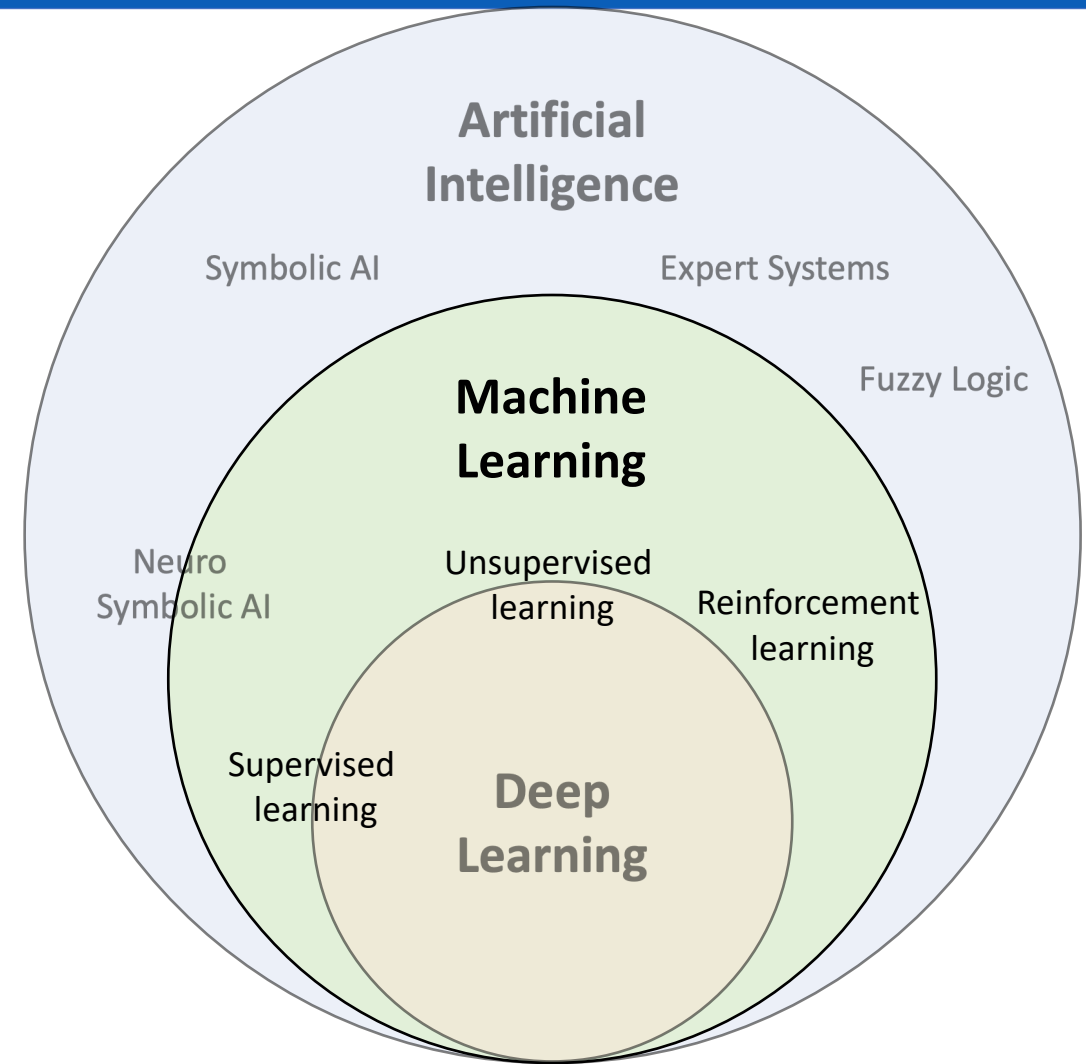 Artificial
Intelligence
Symbolic AI
Expert Systems
Fuzzy Logic
Machine
Learning
Neuro
Symbolic AI
Unsupervised
learning
Reinforcement
learning
Supervised
learning
Deep
Learning